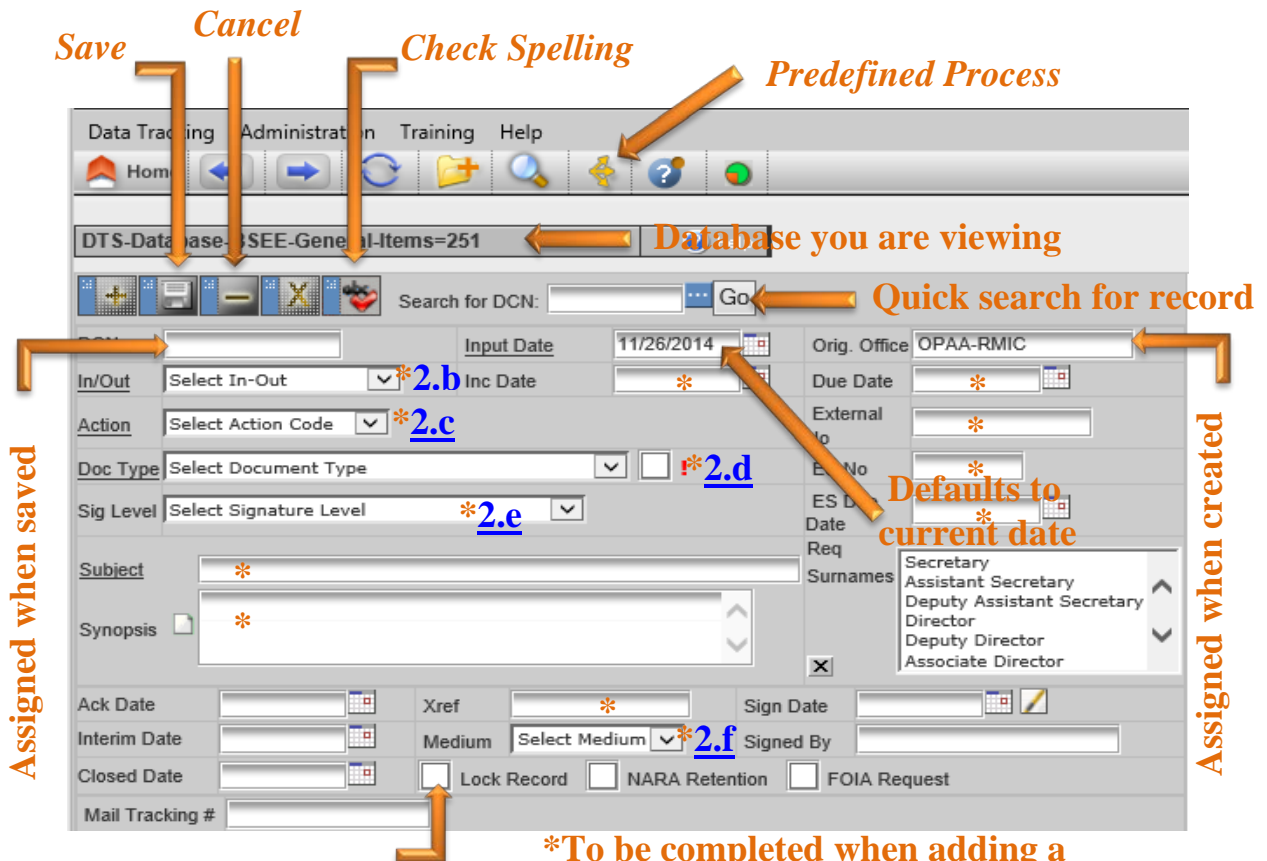 Save
Cancel
Check Spelling
Predefined Process
Data Tracking Administration Training Help
Home
DTS-Database-BSEE-General-Items=251
Database you are viewing
Search for DCN: Go
Quick search for record
Input Date 11/26/2014 Orig. Office OPAA-RMIC
In/Out Select In-Out *2.b Inc Date * Due Date *
Action Select Action Code *2.c External *
Doc Type Select Document Type !*2.d No *
Sig Level Select Signature Level *2.e ES Date *
Defaults to
current date
Subject *
Req
Surnames
Secretary
Assistant Secretary
Deputy Assistant Secretary
Director
Deputy Director
Associate Director
Synopsis *
X
Ack Date Xref * Sign Date
Interim Date Medium Select Medium *2.f Signed By
Closed Date Lock Record NARA Retention FOIA Request
Mail Tracking #
Assigned when saved
Assigned when created
*To be completed when adding a